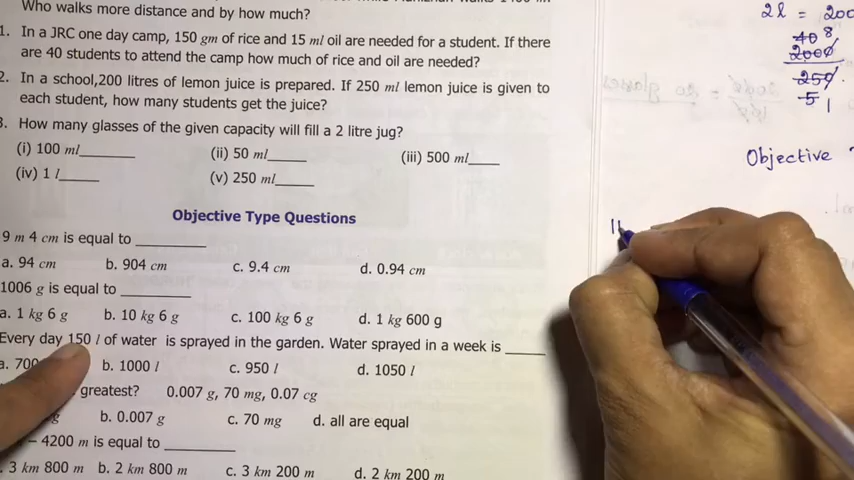 Who walks more distance and by how much?
1. In a JRC one day camp, 150 gm of rice and 15 ml oil are needed for a student. If there
are 40 students to attend the camp how much of rice and oil are needed?
2. In a school,200 litres of lemon juice is prepared. If 250 ml lemon juice is given to
each student, how many students get the juice?
3. How many glasses of the given capacity will fill a 2 litre jug?
(i) 100 ml________ (ii) 50 ml______ (iii) 500 ml_____
(iv) 1 l______ (v) 250 ml______
Objective Type Questions
9 m 4 cm is equal to __________
a. 94 cm b. 904 cm c. 9.4 cm d. 0.94 cm
1006 g is equal to __________
a. 1 kg 6 g b. 10 kg 6 g c. 100 kg 6 g d. 1 kg 600 g
Every day 150 l of water is sprayed in the garden. Water sprayed in a week is ______
a. 700 b. 1000 l c. 950 l d. 1050 l
greatest? 0.007 g, 70 mg, 0.07 cg
g b. 0.007 g c. 70 mg d. all are equal
– 4200 m is equal to __________
. 3 km 800 m b. 2 km 800 m c. 3 km 200 m d. 2 km 200 m
2l = 200
40 8
2000
250
5 1
Objective
11